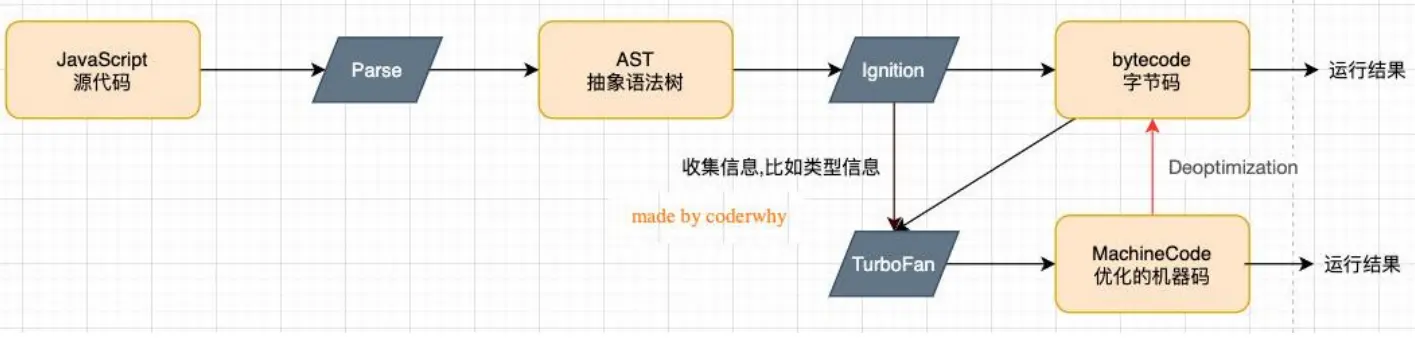 JavaScript
源代码
Parse
AST
抽象语法树
Ignition
bytecode
字节码
运行结果
收集信息,比如类型信息
Deoptimization
made by coderwhy
TurboFan
MachineCode
优化的机器码
运行结果